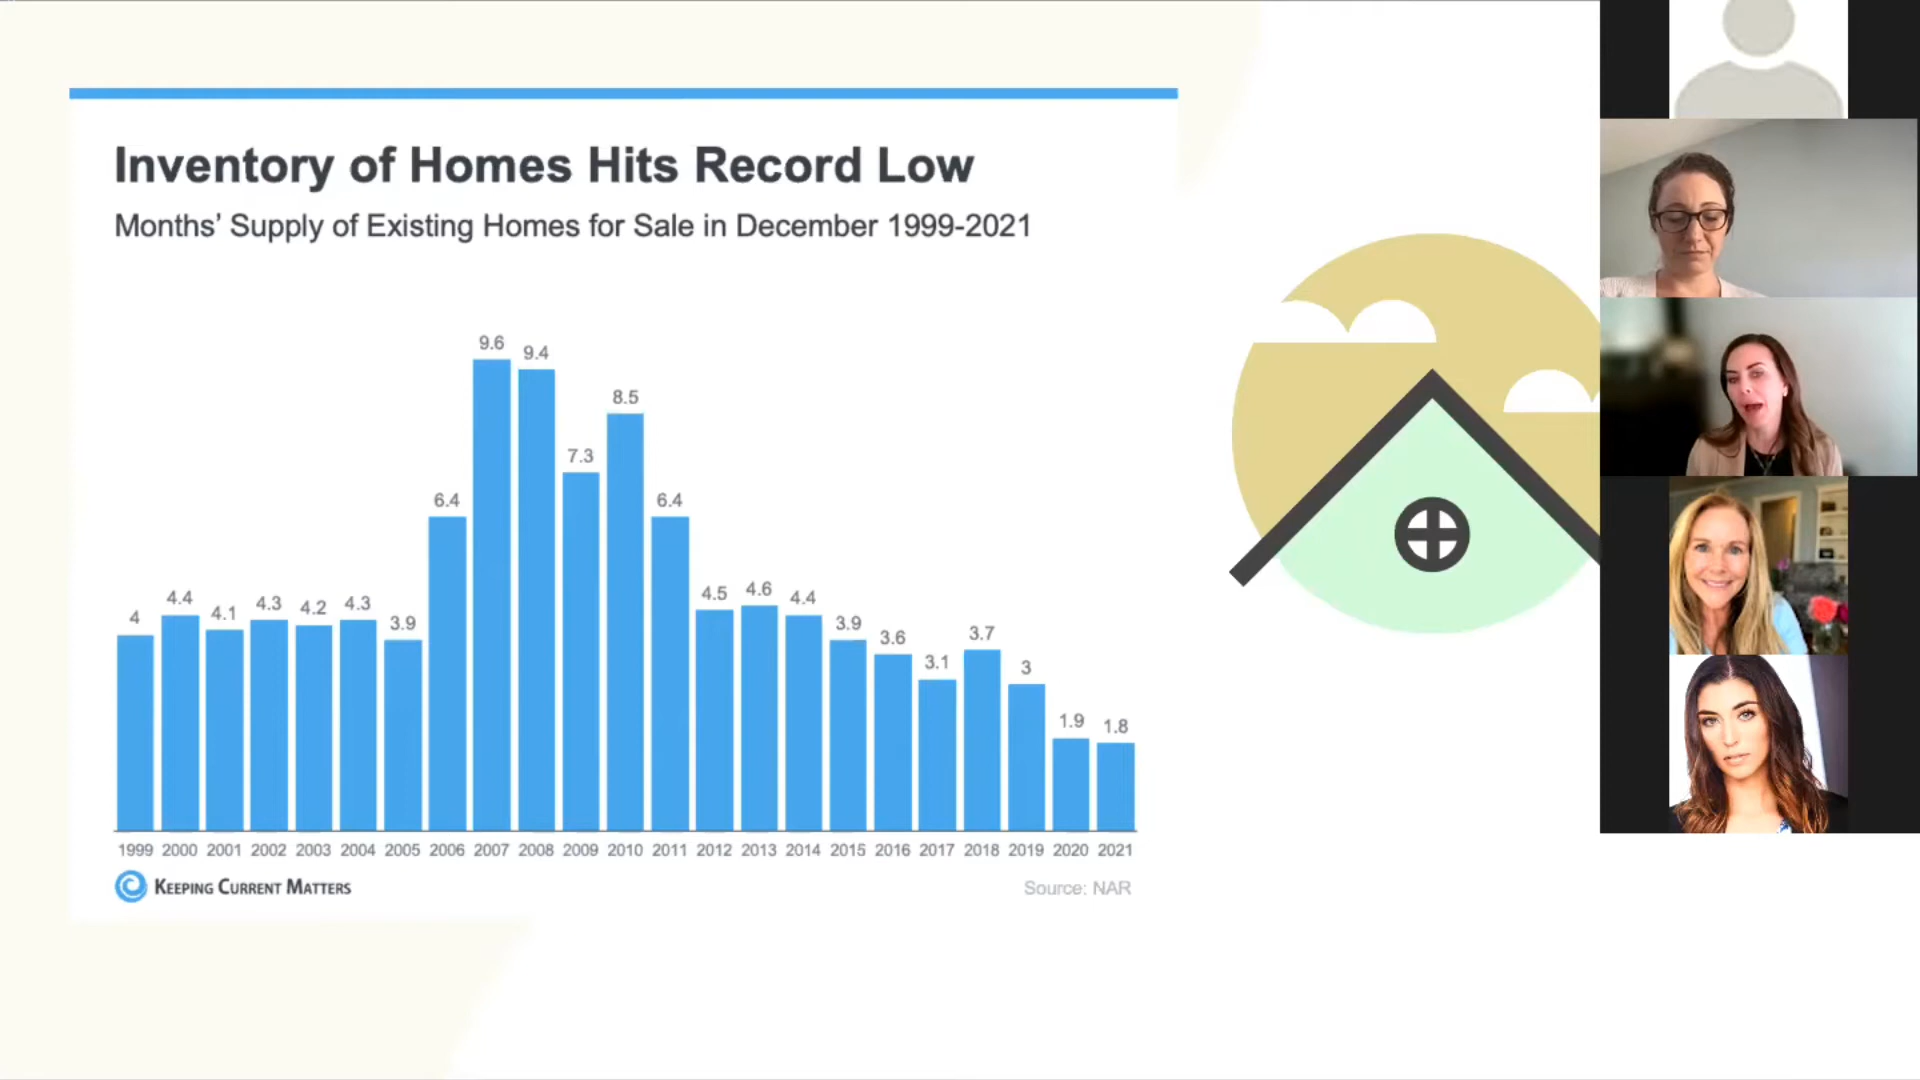 Inventory of Homes Hits Record Low
Months’ Supply of Existing Homes for Sale in December 1999-2021
4 4.4 4.1 4.3 4.2 4.3 3.9 6.4 9.6 9.4 7.3 8.5 6.4 4.5 4.6 4.4 3.9 3.6 3.1 3.7 3 1.9 1.8
1999 2000 2001 2002 2003 2004 2005 2006 2007 2008 2009 2010 2011 2012 2013 2014 2015 2016 2017 2018 2019 2020 2021
KEEPING CURRENT MATTERS
Source: NAR